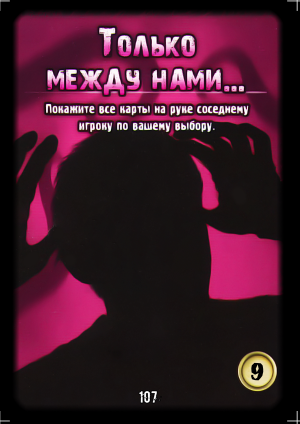 Только
между нами...
Покажите все карты на руке соседнему
игроку по вашему выбору.
9
107